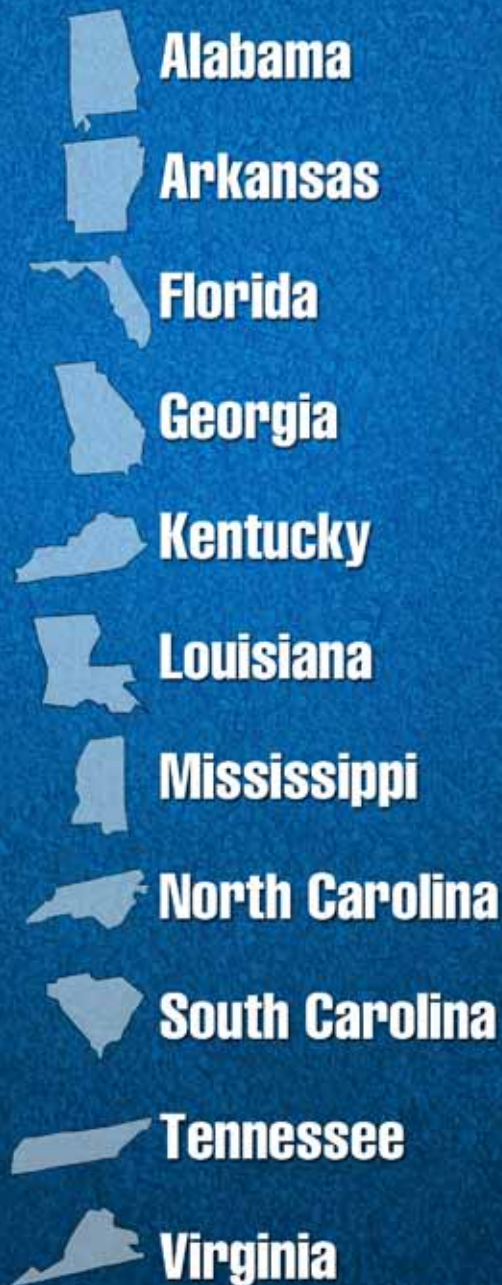 Alabama
Arkansas
Florida
Georgia
Kentucky
Louisiana
Mississippi
North Carolina
South Carolina
Tennessee
Virginia